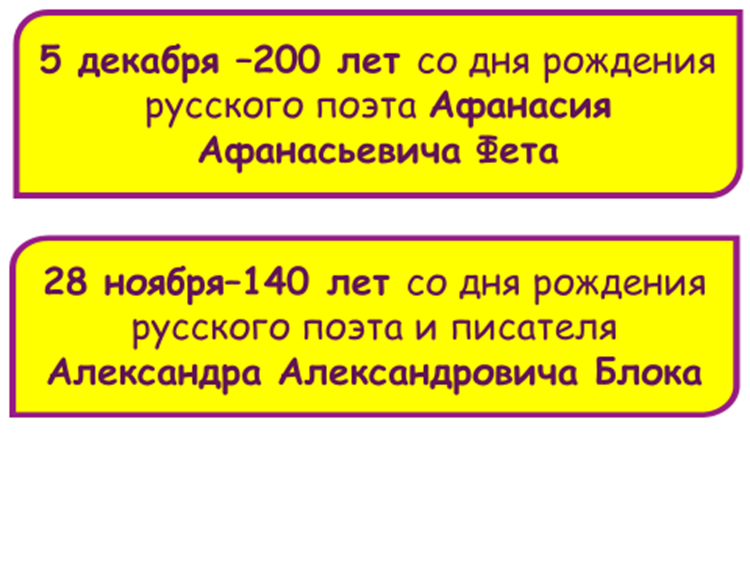 5 декабря –200 лет со дня рождения
русского поэта Афанасия
Афанасьевича Фета
28 ноября–140 лет со дня рождения
русского поэта и писателя
Александра Александровича Блока